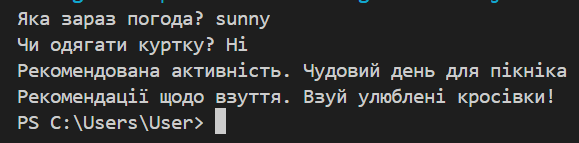 Яка зараз погода? sunny
Чи одягати куртку? Ні
Рекомендована активність. Чудовий день для пікніка
Рекомендації щодо взуття. Взуй улюблені кросівки!
PS C:\Users\User>